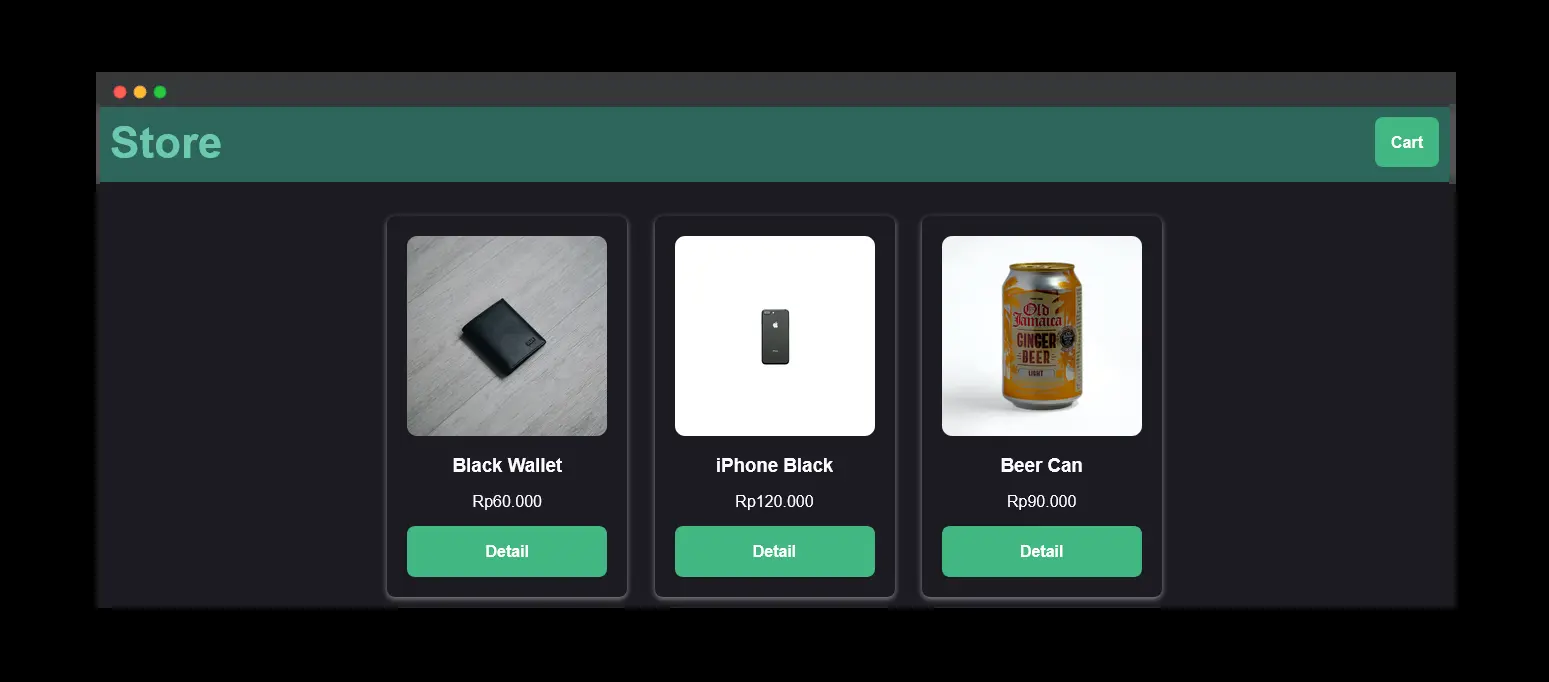 Store
Cart
Old
Jamaica
GINGER
BEER
LIGHT
Black Wallet
iPhone Black
Beer Can
Rp60.000
Rp120.000
Rp90.000
Detail
Detail
Detail